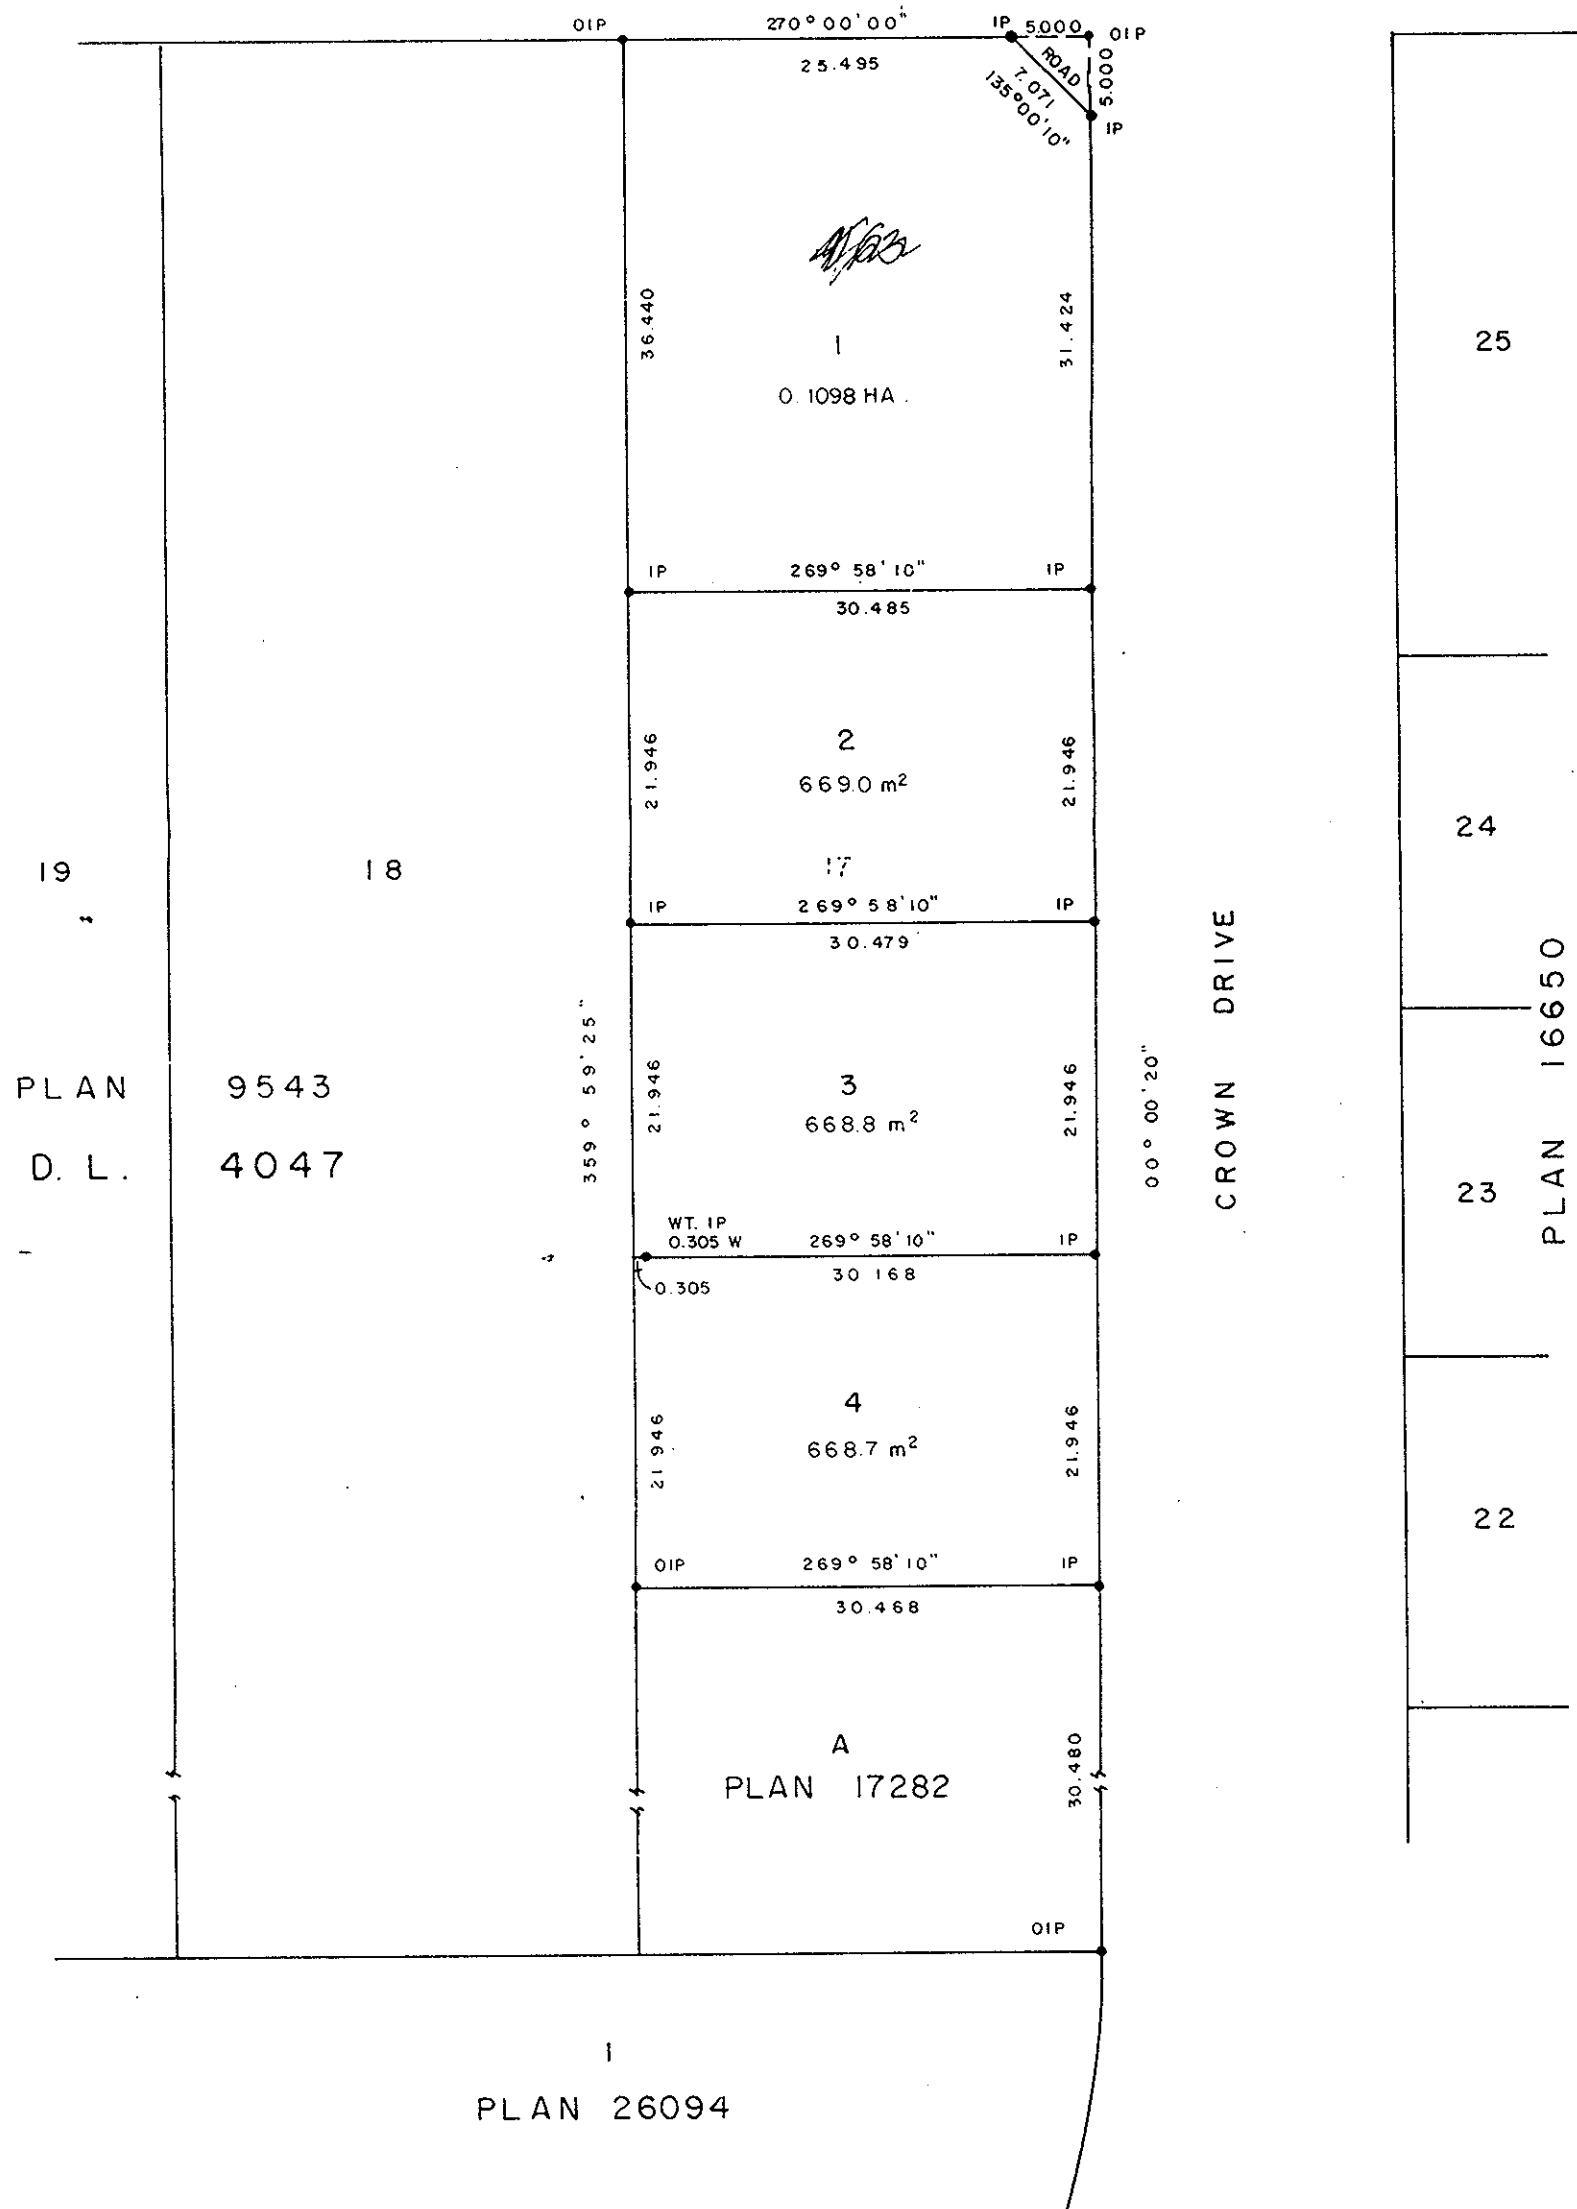 OIP 270°00'00" IP 5.000 OIP
25.495
ROAD
7.071
135°00'10"
5.000
IP
36.440
31.424
1
0.1098 HA.
25
IP 269° 58' 10" IP
30.485
21.946
2
669.0 m²
21.946
24
19
18
17
IP 269° 58' 10" IP
30.479
359° 59' 25"
PLAN 9543
D. L. 4047
21.946
3
668.8 m²
21.946
00° 00' 20"
CROWN DRIVE
23
PLAN 16650
WT. IP
0.305 W 269° 58' 10" IP
30 168
0.305
21 946
4
668.7 m²
21.946
22
OIP 269° 58' 10" IP
30.468
A
PLAN 17282
30.480
OIP
1
PLAN 26094